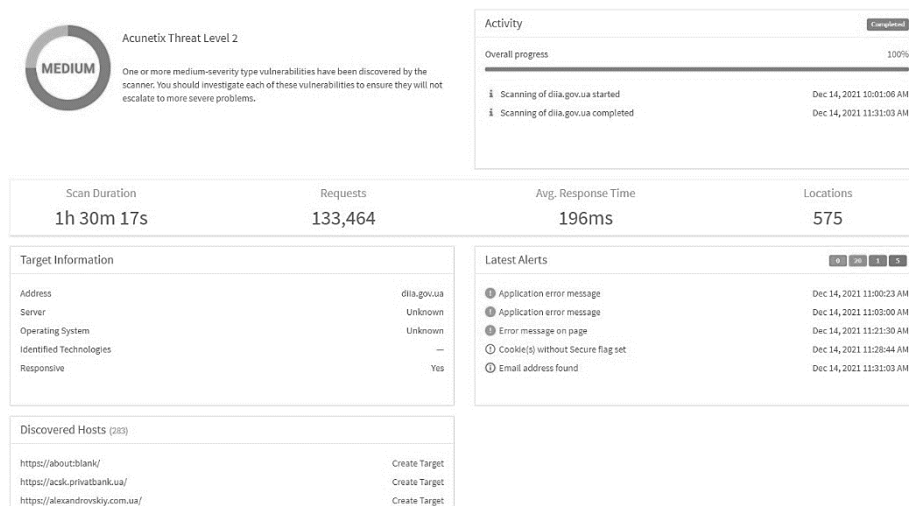 MEDIUM
Acunetix Threat Level 2
One or more medium-severity type vulnerabilities have been discovered by the
scanner. You should investigate each of these vulnerabilities to ensure they will not
escalate to more severe problems.
Activity
Completed
Overall progress 100%
Scanning of diia.gov.ua started Dec 14, 2021 10:01:06 AM
Scanning of diia.gov.ua completed Dec 14, 2021 11:31:03 AM
Scan Duration Requests Avg. Response Time Locations
1h 30m 17s 133,464 196ms 575
Target Information
Address diia.gov.ua
Server Unknown
Operating System Unknown
Identified Technologies —
Responsive Yes
Latest Alerts 0 20 1 5
Application error message Dec 14, 2021 11:00:23 AM
Application error message Dec 14, 2021 11:03:00 AM
Error message on page Dec 14, 2021 11:21:30 AM
Cookie(s) without Secure flag set Dec 14, 2021 11:28:44 AM
Email address found Dec 14, 2021 11:31:03 AM
Discovered Hosts (283)
https://about:blank/ Create Target
https://acsk.privatbank.ua/ Create Target
https://alexandrovskiy.com.ua/ Create Target